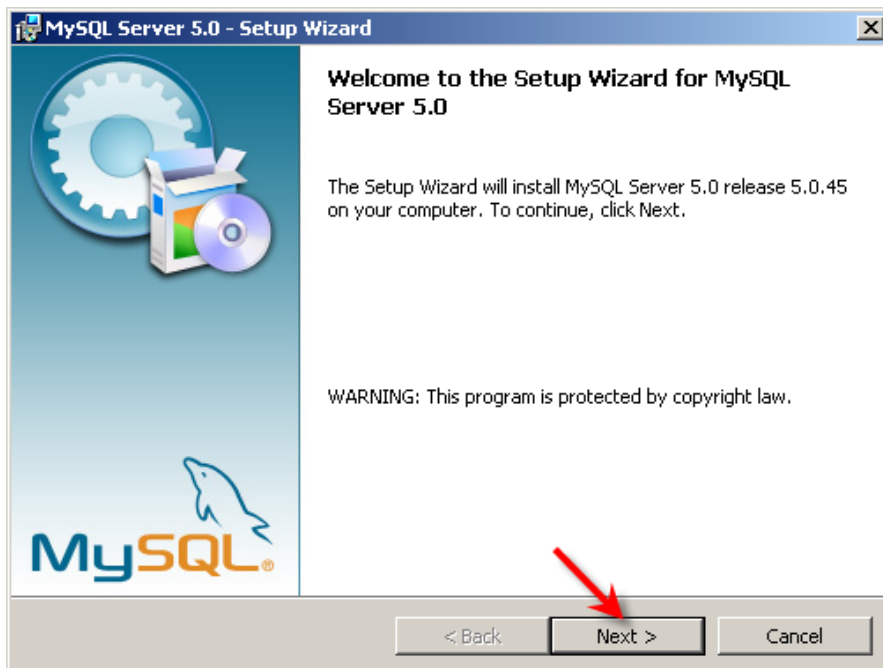 MySQL Server 5.0 - Setup Wizard
Welcome to the Setup Wizard for MySQL
Server 5.0
The Setup Wizard will install MySQL Server 5.0 release 5.0.45
on your computer. To continue, click Next.
WARNING: This program is protected by copyright law.
MySQL®
< Back
Next >
Cancel